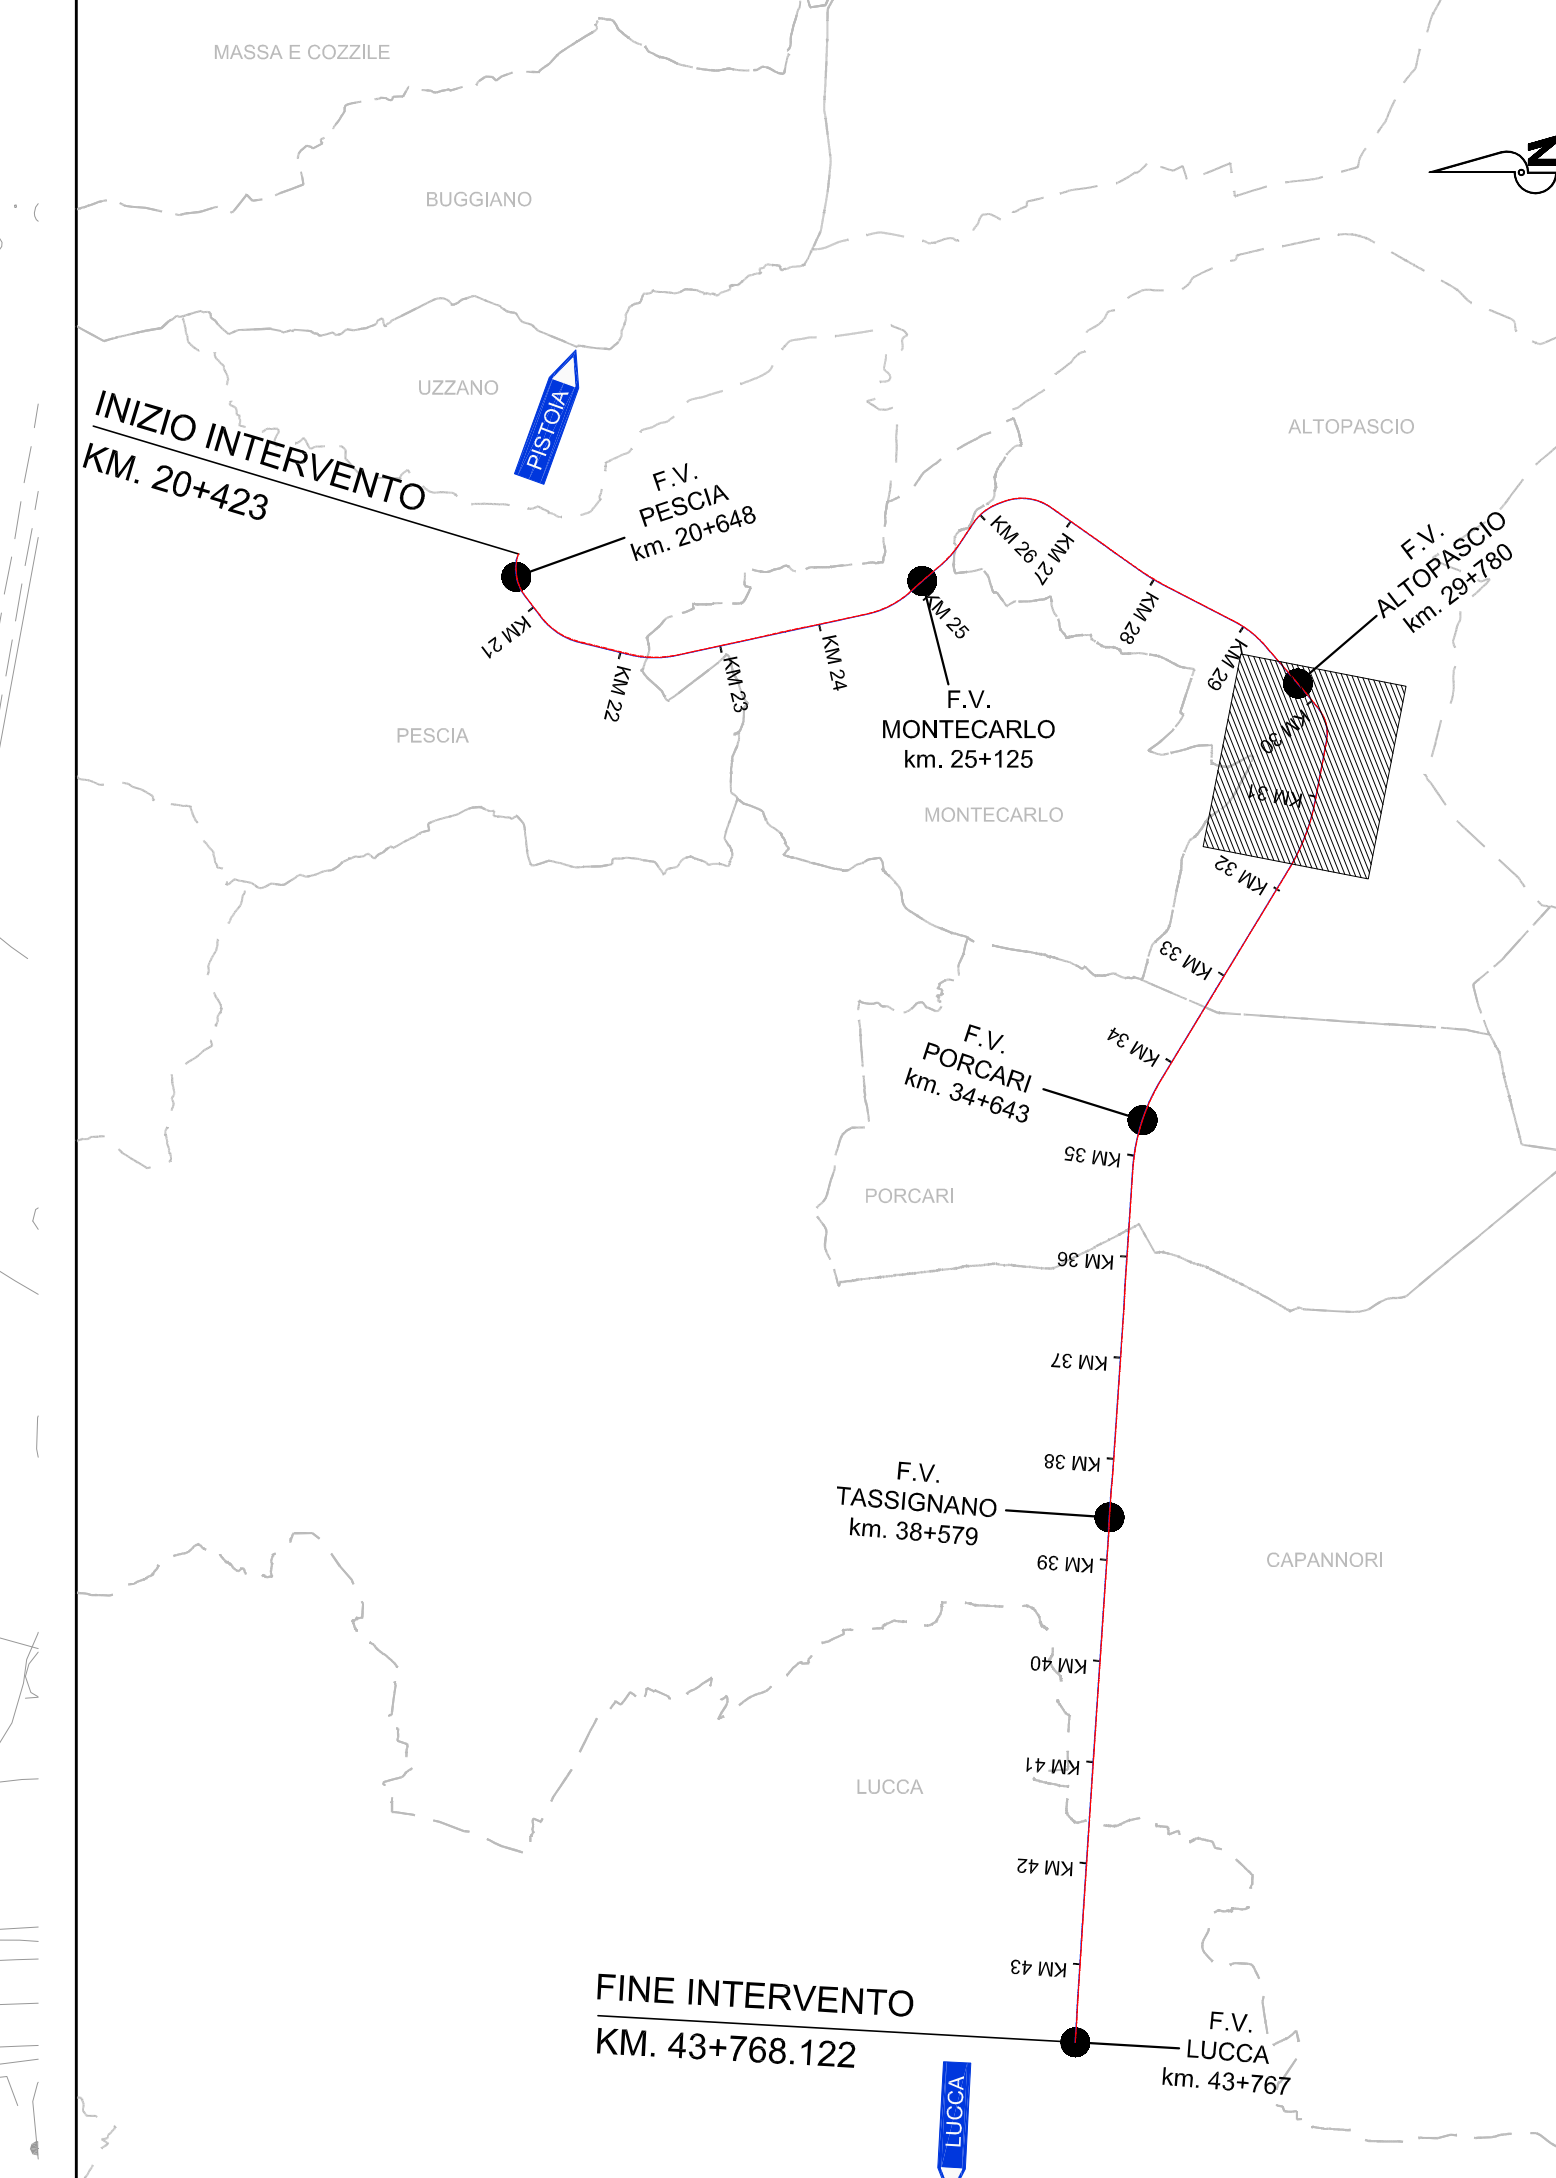 MASSA E COZZILE
N
BUGGIANO
UZZANO
PISTOIA
INIZIO INTERVENTO
KM. 20+423
F.V.
PESCIA
km. 20+648
ALTOPASCIO
F.V.
ALTOPASCIO
km. 29+780
KM 21
KM 22
KM 23
KM 24
KM 25
KM 26
KM 27
KM 28
KM 29
KM 30
KM 31
KM 32
KM 33
KM 34
F.V.
MONTECARLO
km. 25+125
PESCIA
MONTECARLO
F.V.
PORCARI
km. 34+643
KM 35
PORCARI
KM 36
KM 37
KM 38
F.V.
TASSIGNANO
km. 38+579
KM 39
CAPANNORI
KM 40
KM 41
LUCCA
KM 42
KM 43
FINE INTERVENTO
KM. 43+768.122
F.V.
LUCCA
km. 43+767
LUCCA